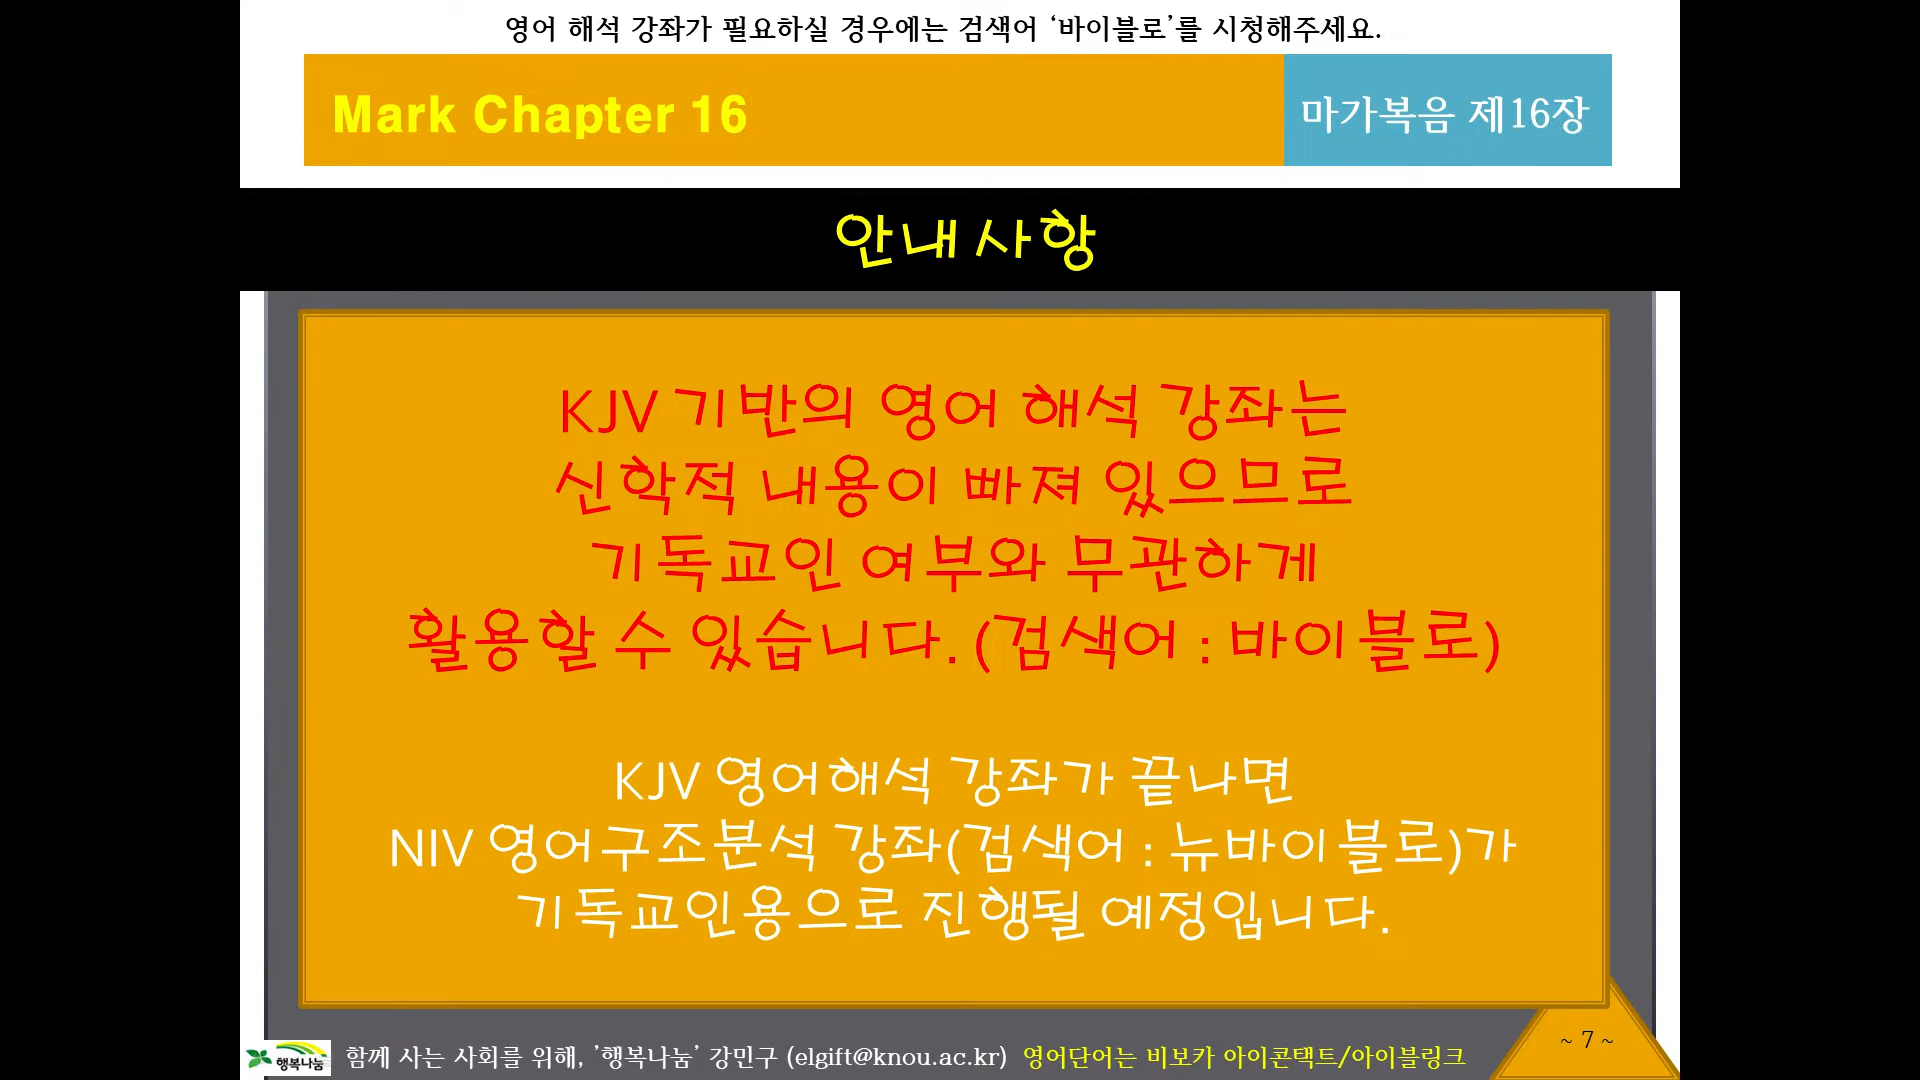 영어 해석 강좌가 필요하실 경우에는 검색어 ‘바이블로’를 시청해주세요.
Mark Chapter 16
마가복음 제16장
안내사항
KJV 기반의 영어 해석 강좌는
신학적 내용이 빠져 있으므로
기독교인 여부와 무관하게
활용할 수 있습니다. (검색어 : 바이블로)
KJV 영어해석 강좌가 끝나면
NIV 영어구조분석 강좌(검색어 : 뉴바이블로)가
기독교인용으로 진행될 예정입니다.
~ 7 ~
행복나눔 함께 사는 사회를 위해, ’행복나눔’ 강민구 (elgift@knou.ac.kr) 영어단어는 비보카 아이콘택트/아이블링크